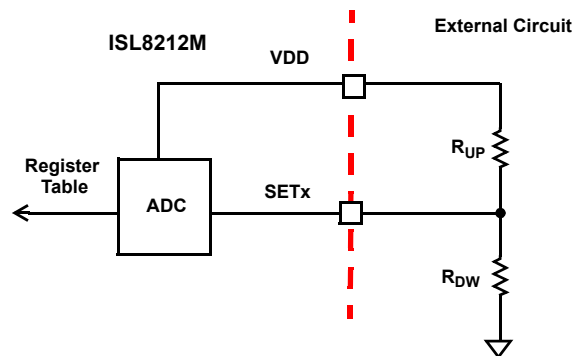 External Circuit
ISL8212M
VDD
RUP
Register
Table
ADC
SETx
RDW